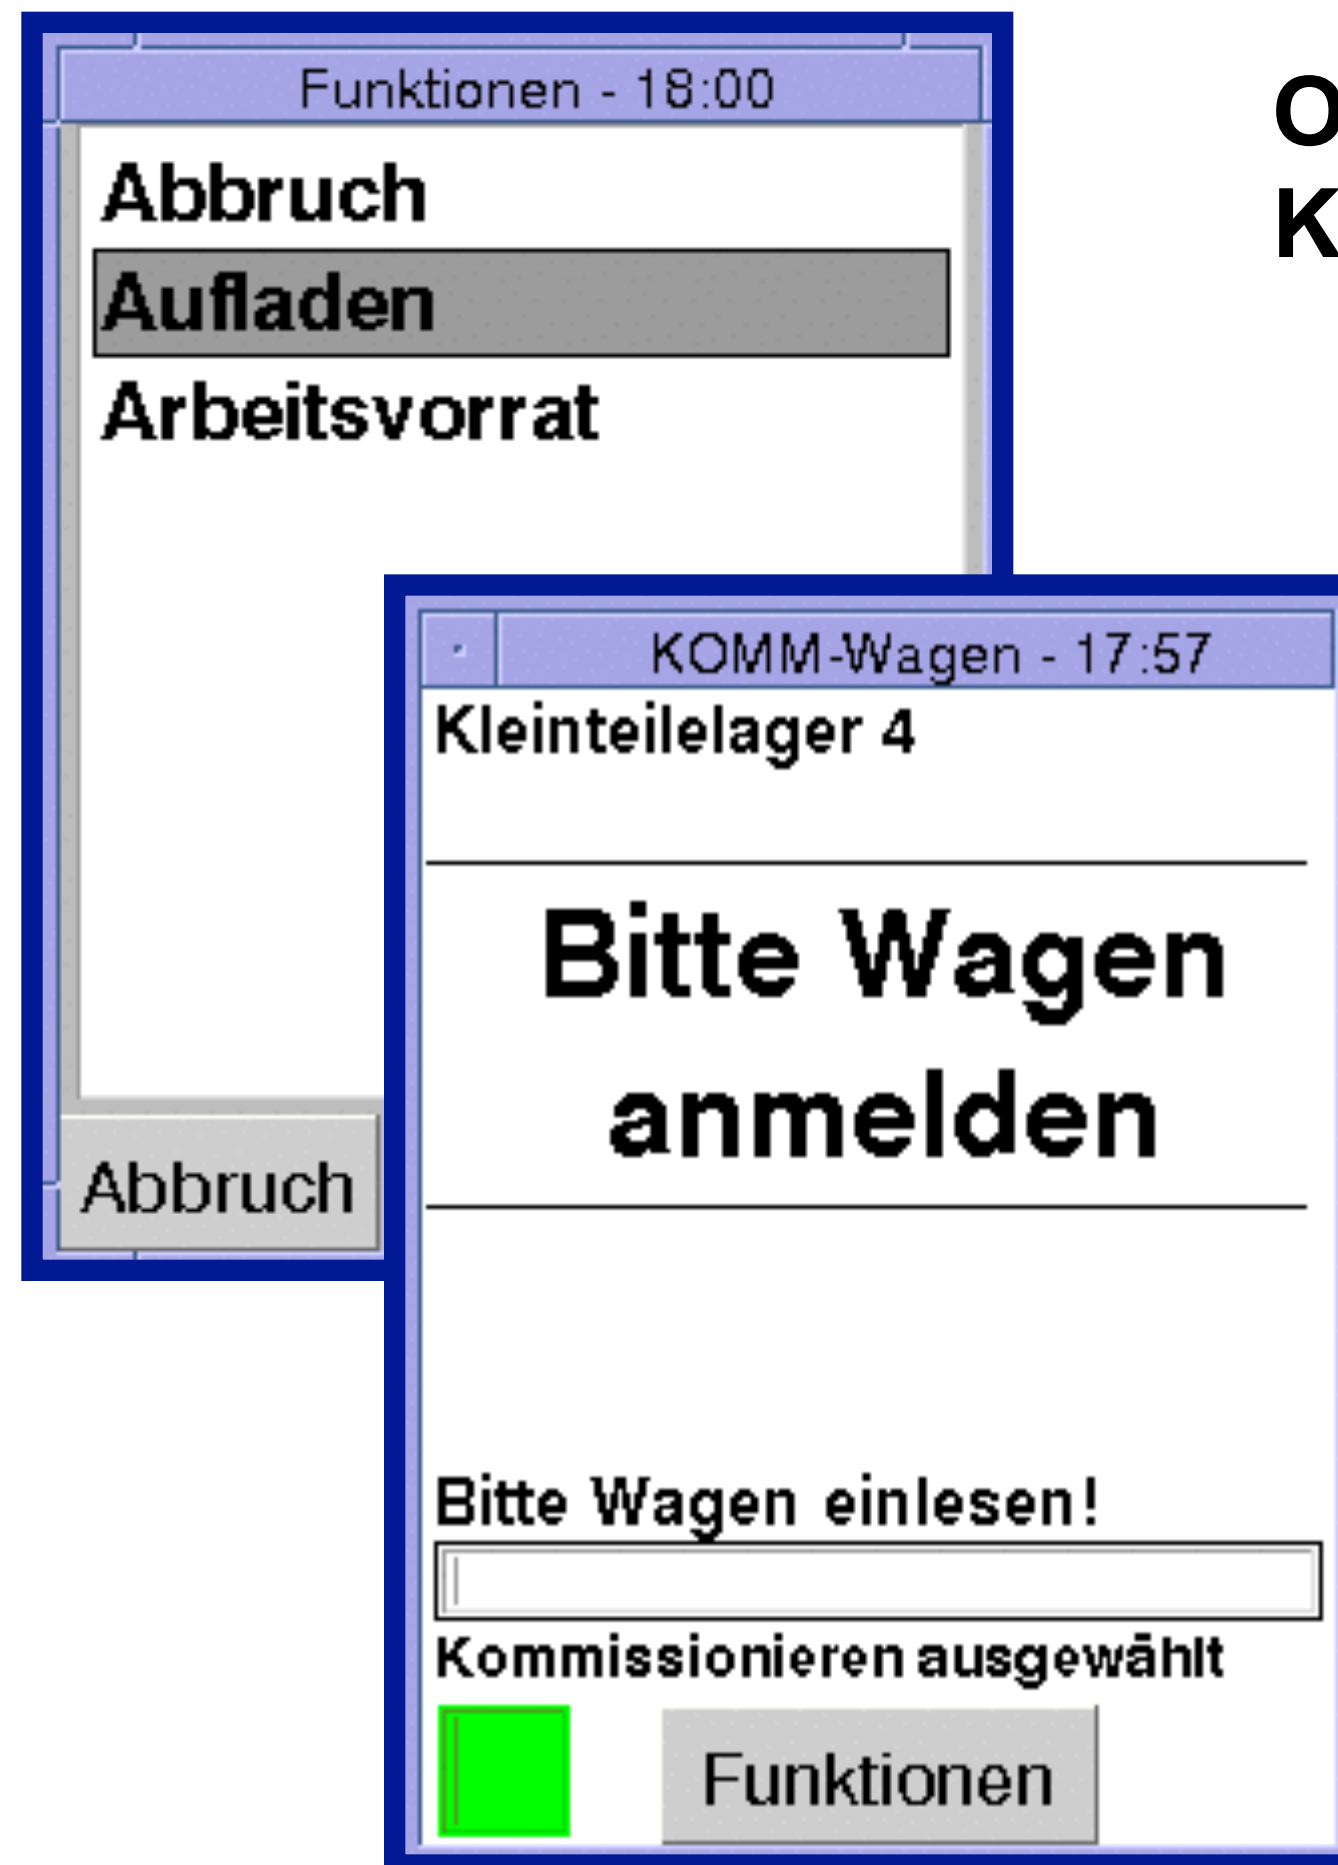 Funktionen - 18:00
Abbruch
Aufladen
Arbeitsvorrat
Abbruch
O
K
KOMM-Wagen - 17:57
Kleinteilelager 4
Bitte Wagen
anmelden
Bitte Wagen einlesen!
Kommissionieren ausgewählt
Funktionen